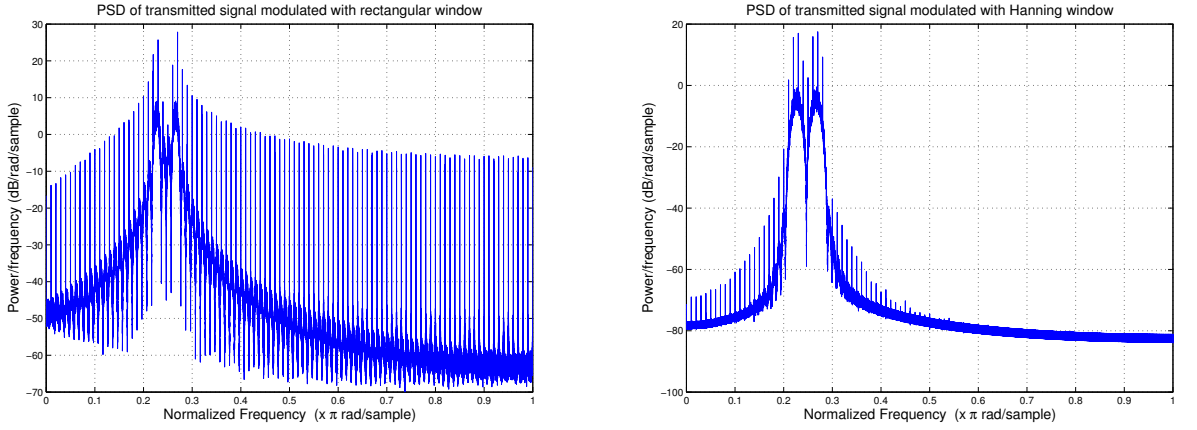 PSD of transmitted signal modulated with rectangular window
30
20
10
0
−10
−20
−30
−40
−50
−60
−70
Power/frequency (dB/rad/sample)
0 0.1 0.2 0.3 0.4 0.5 0.6 0.7 0.8 0.9 1
Normalized Frequency (x π rad/sample)
PSD of transmitted signal modulated with Hanning window
20
0
−20
−40
−60
−80
−100
Power/frequency (dB/rad/sample)
0 0.1 0.2 0.3 0.4 0.5 0.6 0.7 0.8 0.9 1
Normalized Frequency (x π rad/sample)